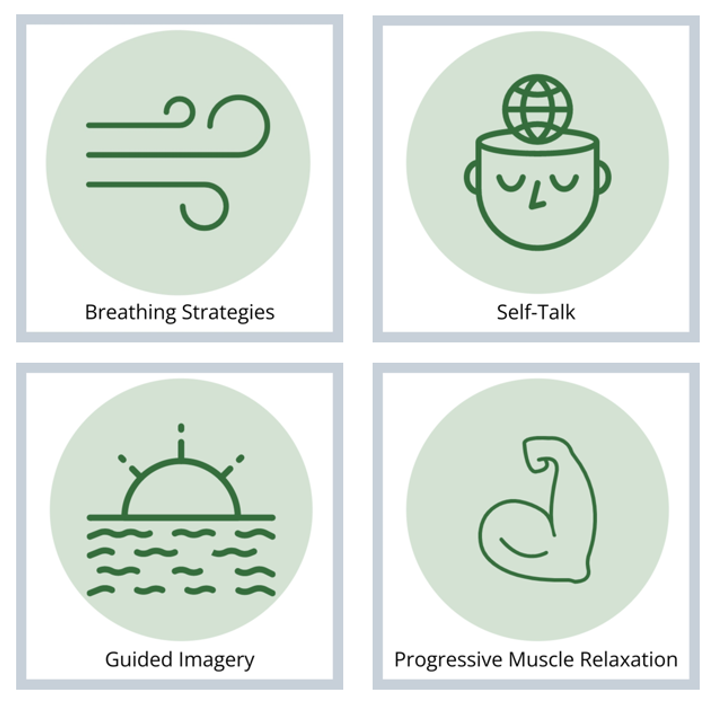 Breathing Strategies
Self-Talk
Guided Imagery
Progressive Muscle Relaxation